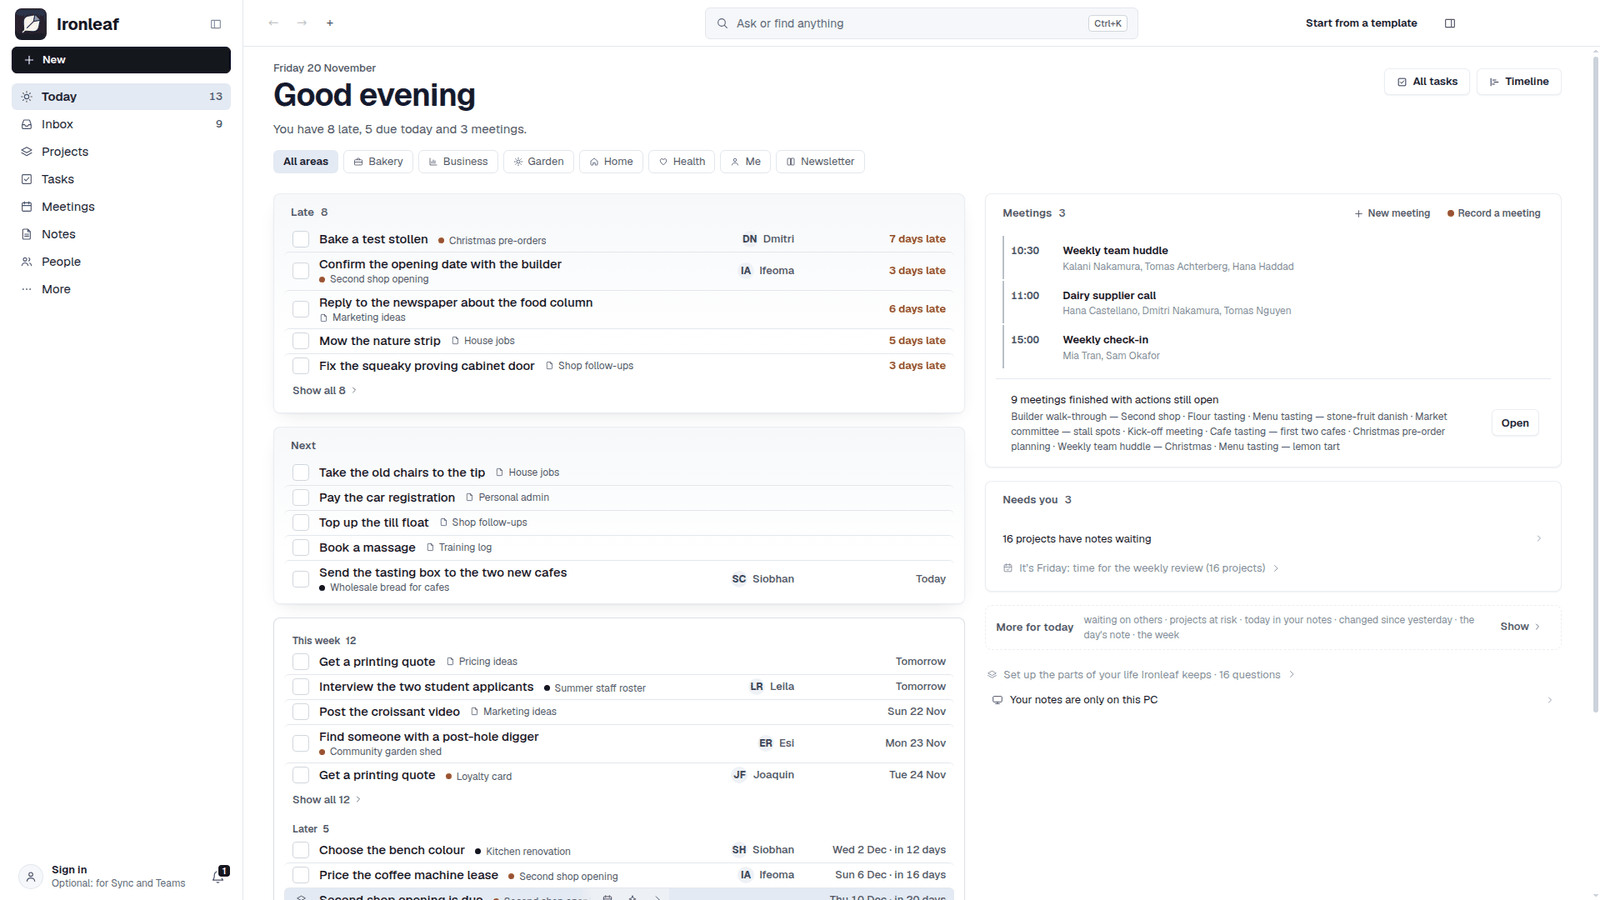 Ironleaf
New
Today 13
Inbox 9
Projects
Tasks
Meetings
Notes
People
More
Sign in
Optional: for Sync and Teams
1
Ask or find anything Ctrl+K
Start from a template
Friday 20 November
Good evening
You have 8 late, 5 due today and 3 meetings.
All tasks
Timeline
All areas Bakery Business Garden Home Health Me Newsletter
Late 8
Bake a test stollen Christmas pre-orders DN Dmitri 7 days late
Confirm the opening date with the builder
Second shop opening
IA Ifeoma 3 days late
Reply to the newspaper about the food column
Marketing ideas
6 days late
Mow the nature strip House jobs 5 days late
Fix the squeaky proving cabinet door Shop follow-ups 3 days late
Show all 8
Next
Take the old chairs to the tip House jobs
Pay the car registration Personal admin
Top up the till float Shop follow-ups
Book a massage Training log
Send the tasting box to the two new cafes
Wholesale bread for cafes
SC Siobhan Today
This week 12
Get a printing quote Pricing ideas Tomorrow
Interview the two student applicants Summer staff roster LR Leila Tomorrow
Post the croissant video Marketing ideas Sun 22 Nov
Find someone with a post-hole digger
Community garden shed
ER Esi Mon 23 Nov
Get a printing quote Loyalty card JF Joaquin Tue 24 Nov
Show all 12
Later 5
Choose the bench colour Kitchen renovation SH Siobhan Wed 2 Dec · in 12 days
Price the coffee machine lease Second shop opening IA Ifeoma Sun 6 Dec · in 16 days
Second shop opening is due Thu 10 Dec · in 20 days
Meetings 3
New meeting
Record a meeting
10:30 Weekly team huddle
Kalani Nakamura, Tomas Achterberg, Hana Haddad
11:00 Dairy supplier call
Hana Castellano, Dmitri Nakamura, Tomas Nguyen
15:00 Weekly check-in
Mia Tran, Sam Okafor
9 meetings finished with actions still open
Builder walk-through — Second shop · Flour tasting · Menu tasting — stone-fruit danish · Market
committee — stall spots · Kick-off meeting · Cafe tasting — first two cafes · Christmas pre-order
planning · Weekly team huddle — Christmas · Menu tasting — lemon tart
Open
Needs you 3
16 projects have notes waiting
It's Friday: time for the weekly review (16 projects)
More for today
waiting on others · projects at risk · today in your notes · changed since yesterday · the
day's note · the week
Show
Set up the parts of your life Ironleaf keeps · 16 questions
Your notes are only on this PC